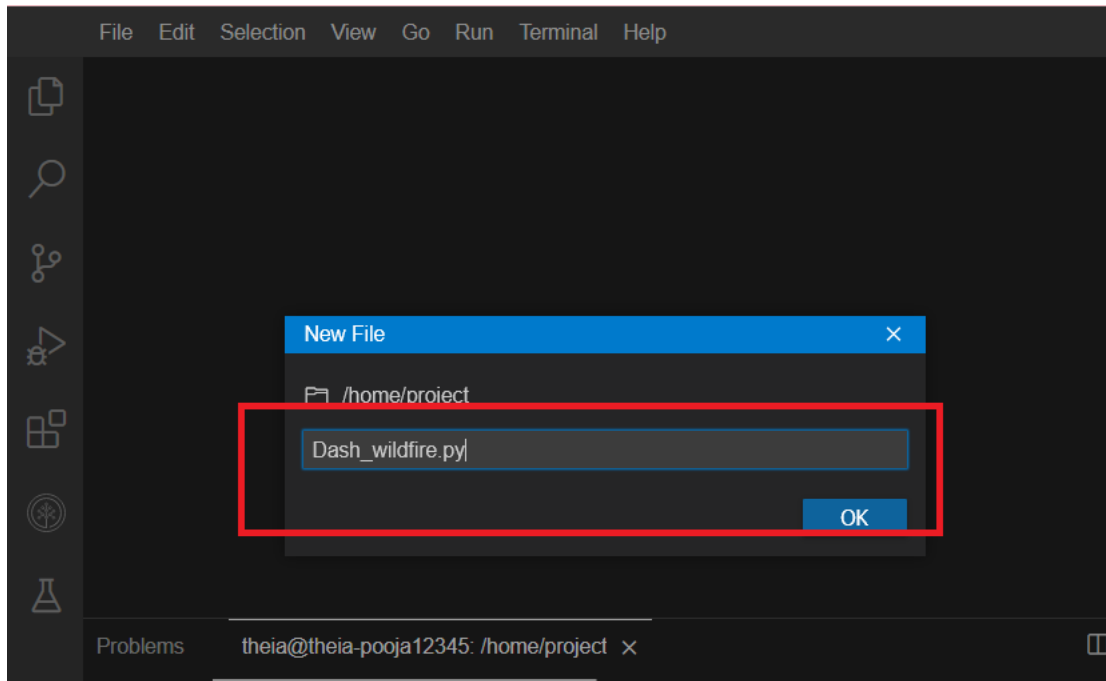 File Edit Selection View Go Run Terminal Help
New File
/home/project
Dash_wildfire.py
OK
Problems theia@theia-pooja12345: /home/project